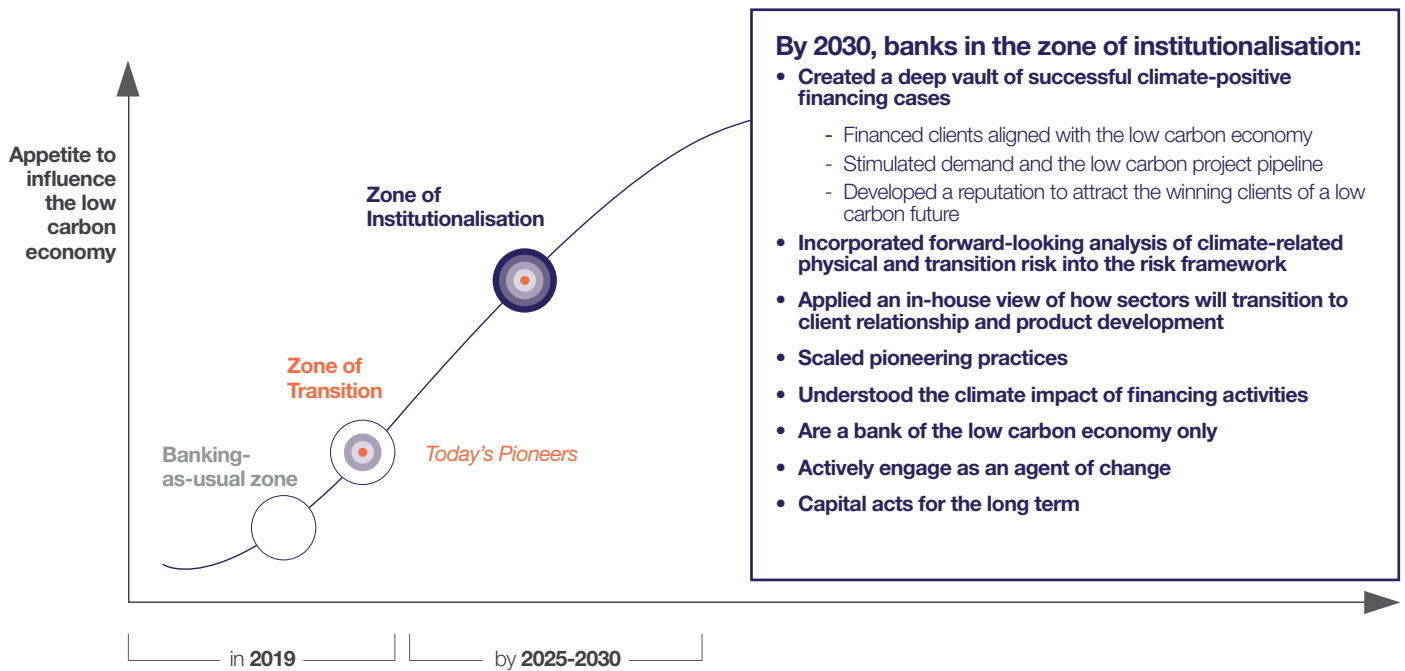 Appetite to
influence
the low
carbon
economy
Zone of
Institutionalisation
Zone of
Transition
Today's Pioneers
Banking-
as-usual zone
in 2019
by 2025-2030
By 2030, banks in the zone of institutionalisation:
• Created a deep vault of successful climate-positive
financing cases
- Financed clients aligned with the low carbon economy
- Stimulated demand and the low carbon project pipeline
- Developed a reputation to attract the winning clients of a low
carbon future
• Incorporated forward-looking analysis of climate-related
physical and transition risk into the risk framework
• Applied an in-house view of how sectors will transition to
client relationship and product development
• Scaled pioneering practices
• Understood the climate impact of financing activities
• Are a bank of the low carbon economy only
• Actively engage as an agent of change
• Capital acts for the long term